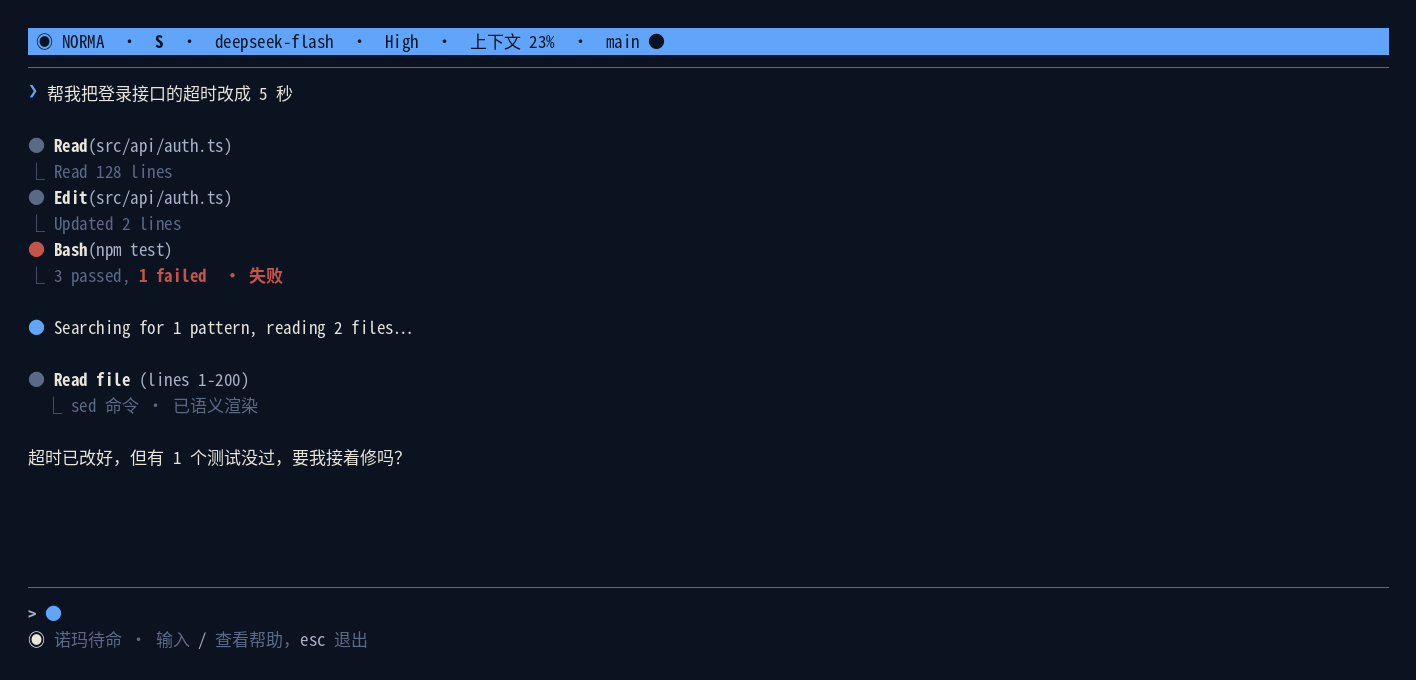 ◉ NORMA · S · deepseek-flash · High · 上下文 23% · main ●
❯ 帮我把登录接口的超时改成 5 秒
● Read(src/api/auth.ts)
⎿ Read 128 lines
● Edit(src/api/auth.ts)
⎿ Updated 2 lines
● Bash(npm test)
⎿ 3 passed, 1 failed · 失败
● Searching for 1 pattern, reading 2 files...
● Read file (lines 1-200)
⎿ sed 命令 · 已语义渲染
超时已改好，但有 1 个测试没过，要我接着修吗？
> ●
◉ 诺玛待命 · 输入 / 查看帮助，esc 退出